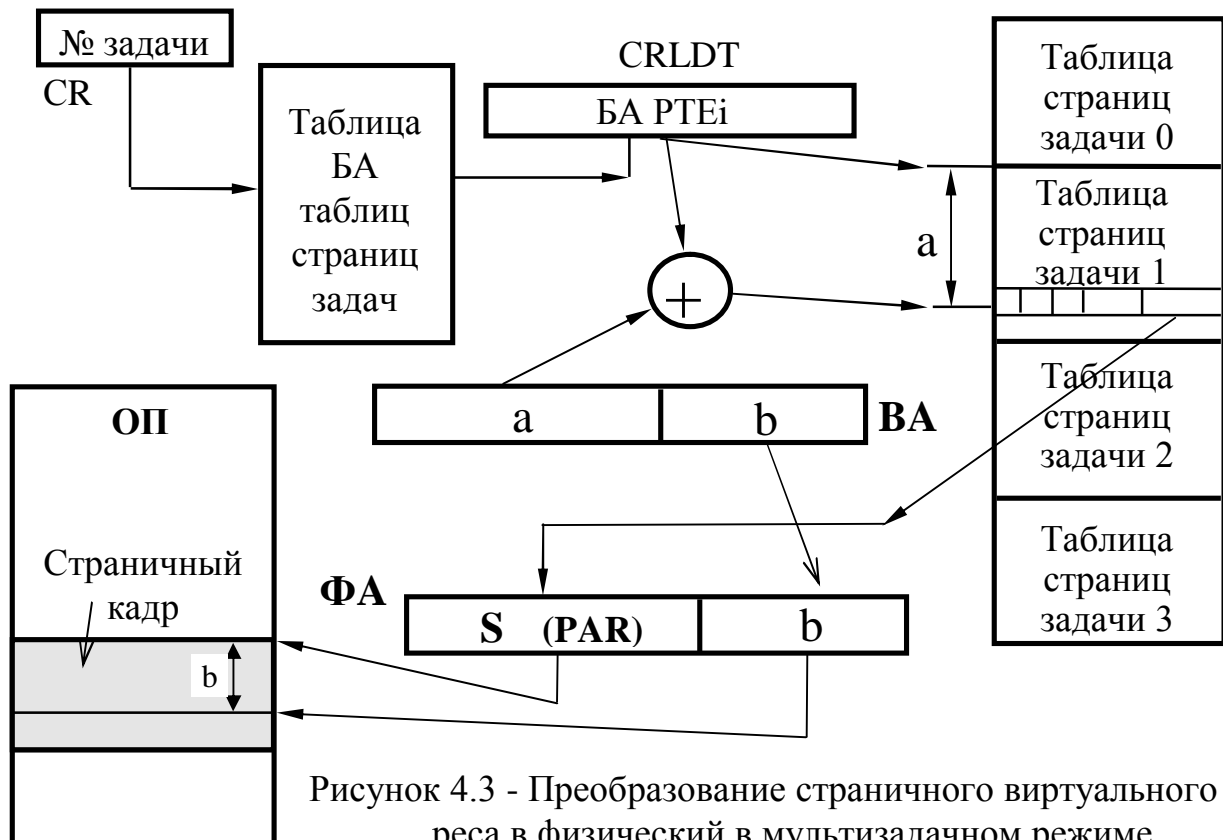 № задачи
CR
Таблица
БА
таблиц
страниц
задач
CRLDT
БА PTEi
Таблица
страниц
задачи 0
Таблица
страниц
задачи 1
a
Таблица
страниц
задачи 2
Таблица
страниц
задачи 3
a
b
ВА
ОП
Страничный
кадр
b
ФА
S (PAR)
b
Рисунок 4.3 - Преобразование страничного виртуального
реса в физический в мультизадачном режиме